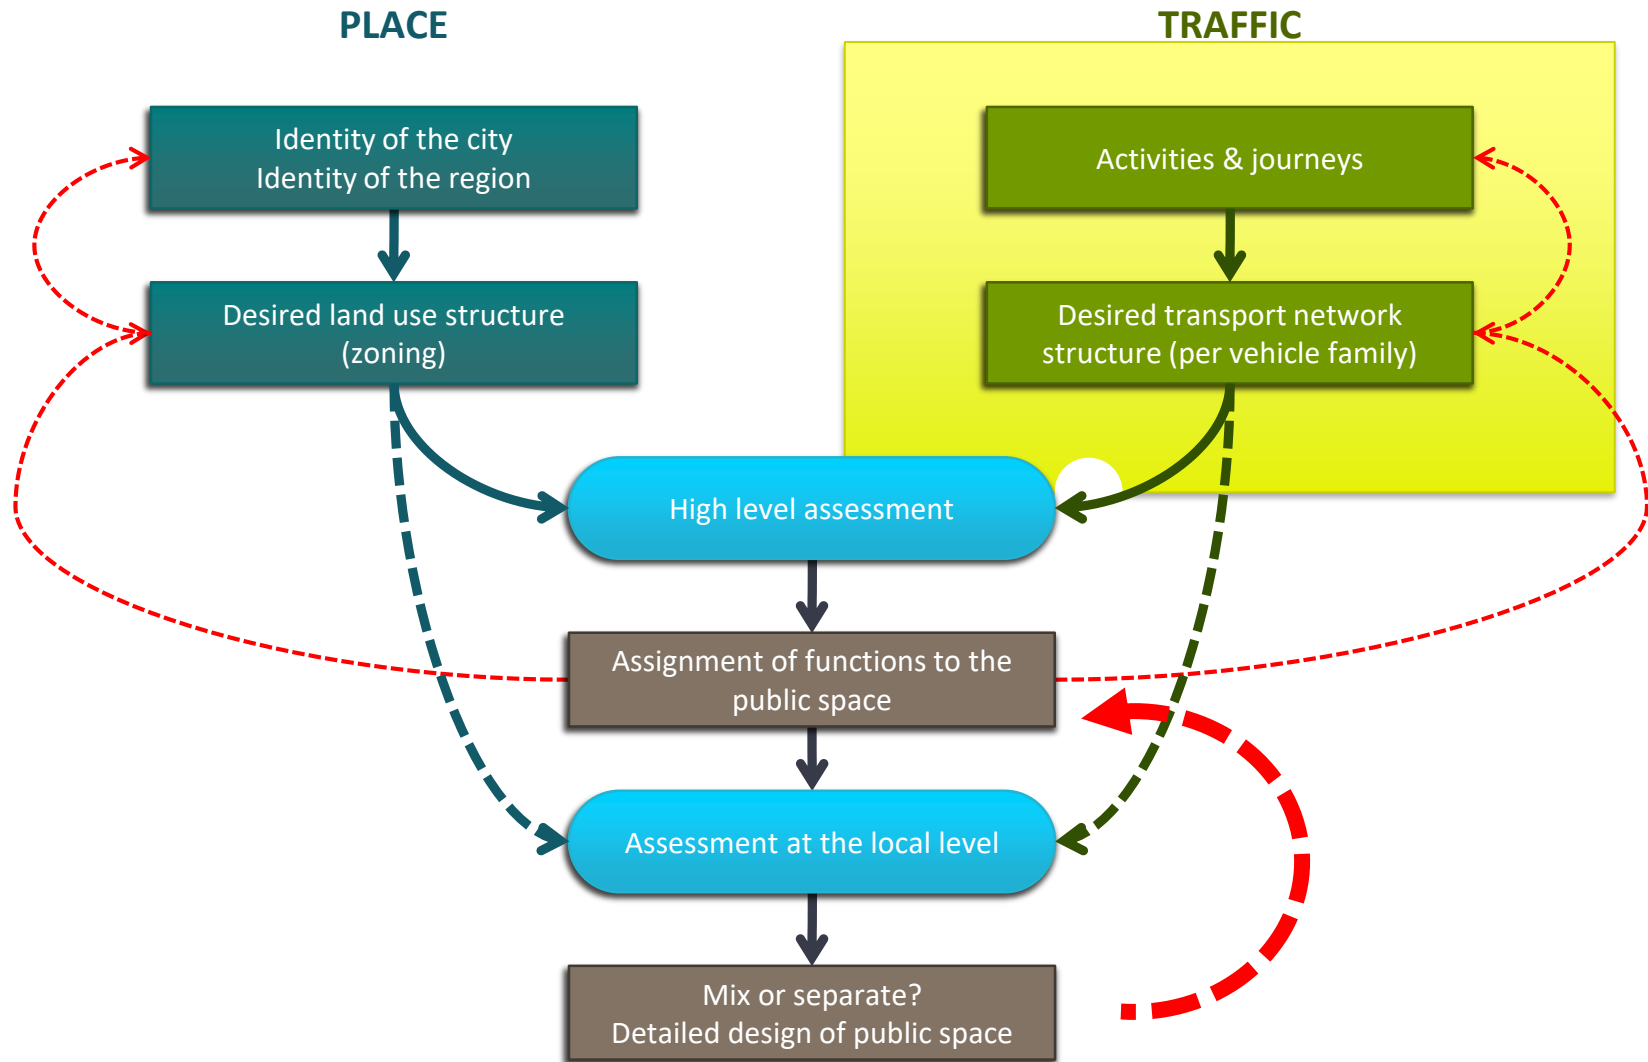 PLACE
TRAFFIC
Identity of the city
Identity of the region
Activities & journeys
Desired land use structure
(zoning)
Desired transport network
structure (per vehicle family)
High level assessment
Assignment of functions to the
public space
Assessment at the local level
Mix or separate?
Detailed design of public space